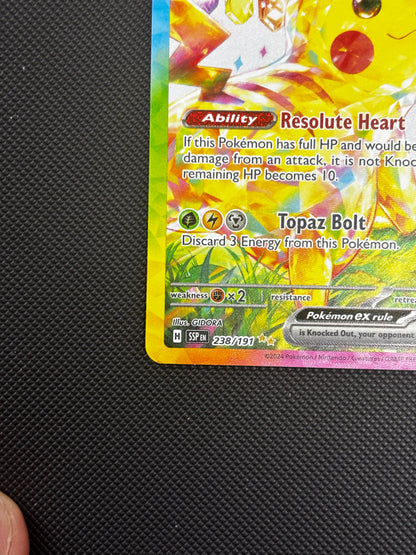 Ability Resolute Heart
If this Pokémon has full HP and would be
damage from an attack, it is not Knoc
remaining HP becomes 10.
Topaz Bolt
Discard 3 Energy from this Pokémon.
weakness ×2 resistance retre
Pokémon ex rule
is Knocked Out, your opponent
Illus. GIDORA
H SSP EN 238/191
©2024 Pokémon / Nintendo / Creatures / GAME FRE